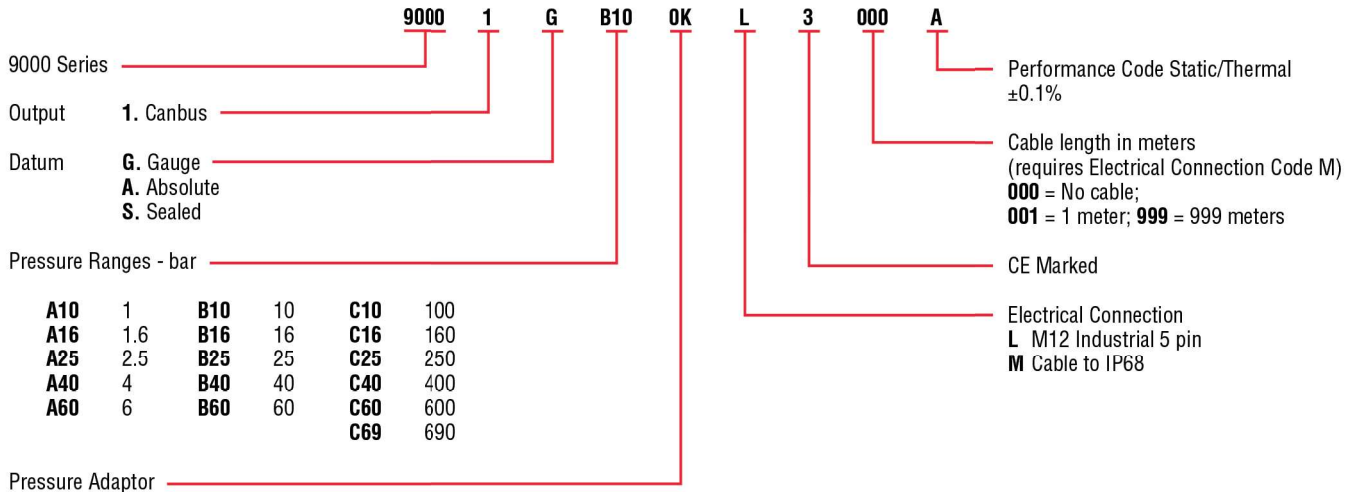 9000 1 G B10 0K L 3 000 A
9000 Series
Output 1. Canbus
Datum G. Gauge
A. Absolute
S. Sealed
Pressure Ranges - bar
A10 1 B10 10 C10 100
A16 1.6 B16 16 C16 160
A25 2.5 B25 25 C25 250
A40 4 B40 40 C40 400
A60 6 B60 60 C60 600
C69 690
Pressure Adaptor
Performance Code Static/Thermal
±0.1%
Cable length in meters
(requires Electrical Connection Code M)
000 = No cable;
001 = 1 meter; 999 = 999 meters
CE Marked
Electrical Connection
L M12 Industrial 5 pin
M Cable to IP68